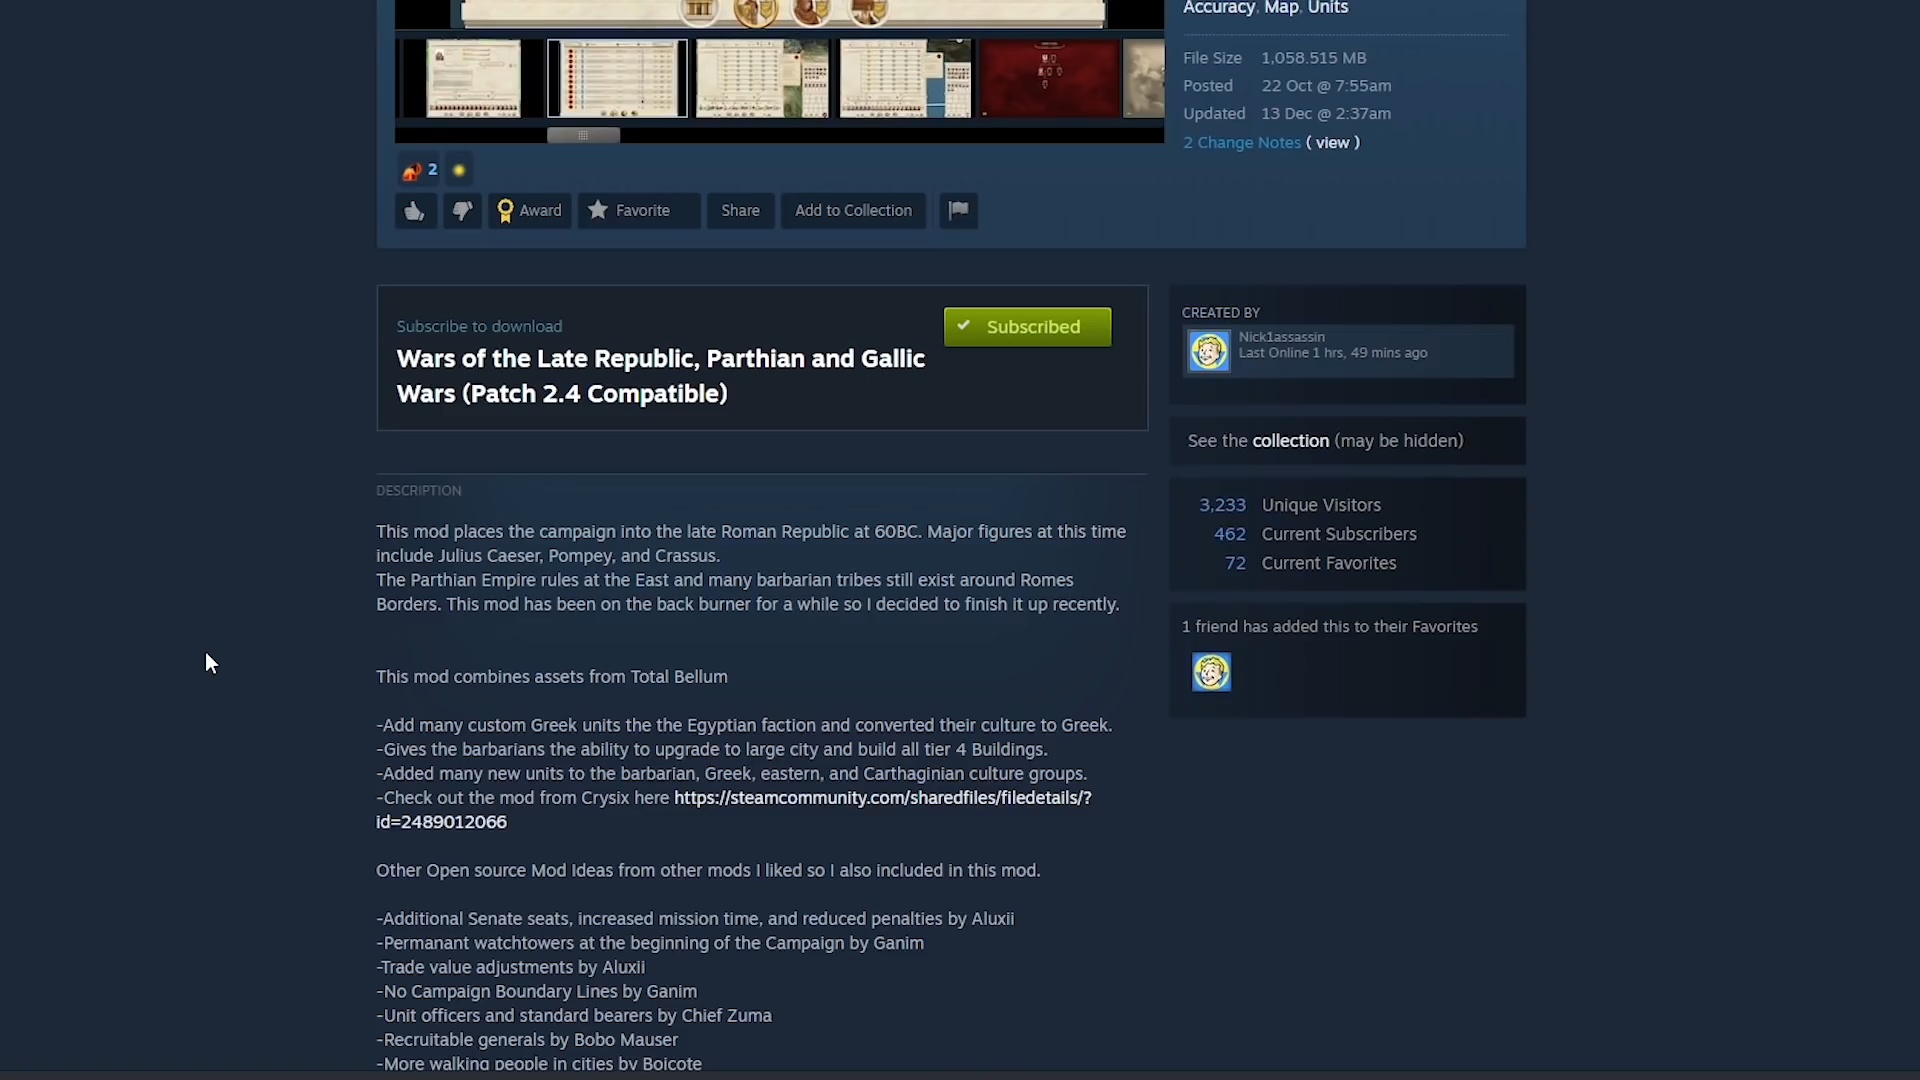 Accuracy, Map, Units
File Size 1,058.515 MB
Posted 22 Oct @ 7:55am
Updated 13 Dec @ 2:37am
2 Change Notes ( view )
2
Award
Favorite
Share
Add to Collection
Subscribe to download
Wars of the Late Republic, Parthian and Gallic
Wars (Patch 2.4 Compatible)
Subscribed
CREATED BY
Nick1assassin
Last Online 1 hrs, 49 mins ago
See the collection (may be hidden)
3,233 Unique Visitors
462 Current Subscribers
72 Current Favorites
1 friend has added this to their Favorites
DESCRIPTION
This mod places the campaign into the late Roman Republic at 60BC. Major figures at this time
include Julius Caeser, Pompey, and Crassus.
The Parthian Empire rules at the East and many barbarian tribes still exist around Romes
Borders. This mod has been on the back burner for a while so I decided to finish it up recently.
This mod combines assets from Total Bellum
-Add many custom Greek units the the Egyptian faction and converted their culture to Greek.
-Gives the barbarians the ability to upgrade to large city and build all tier 4 Buildings.
-Added many new units to the barbarian, Greek, eastern, and Carthaginian culture groups.
-Check out the mod from Crysix here https://steamcommunity.com/sharedfiles/filedetails/?
id=2489012066
Other Open source Mod Ideas from other mods I liked so I also included in this mod.
-Additional Senate seats, increased mission time, and reduced penalties by Aluxii
-Permanant watchtowers at the beginning of the Campaign by Ganim
-Trade value adjustments by Aluxii
-No Campaign Boundary Lines by Ganim
-Unit officers and standard bearers by Chief Zuma
-Recruitable generals by Bobo Mauser
-More walking people in cities by Boicote